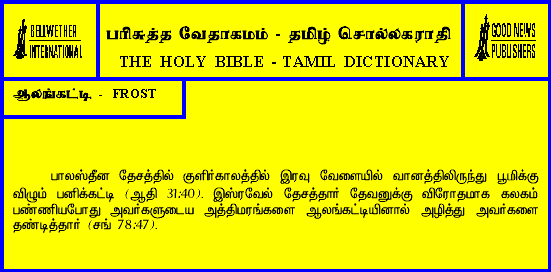 BELLWETHER
INTERNATIONAL
பரிசுத்த வேதாகமம் - தமிழ் சொல்லகராதி
THE HOLY BIBLE - TAMIL DICTIONARY
GOOD NEWS
PUBLISHERS
ஆலங்கட்டி - FROST
பாலஸ்தீன தேசத்தில் குளிர்காலத்தில் இரவு வேளையில் வானத்திலிருந்து பூமிக்கு
விழும் பனிக்கட்டி (ஆதி 31:40). இஸ்ரவேல் தேசத்தார் தேவனுக்கு விரோதமாக கலகம்
பண்ணியபோது அவர்களுடைய அத்திமரங்களை ஆலங்கட்டியினால் அழித்து அவர்களை
தண்டித்தார் (சங் 78:47).